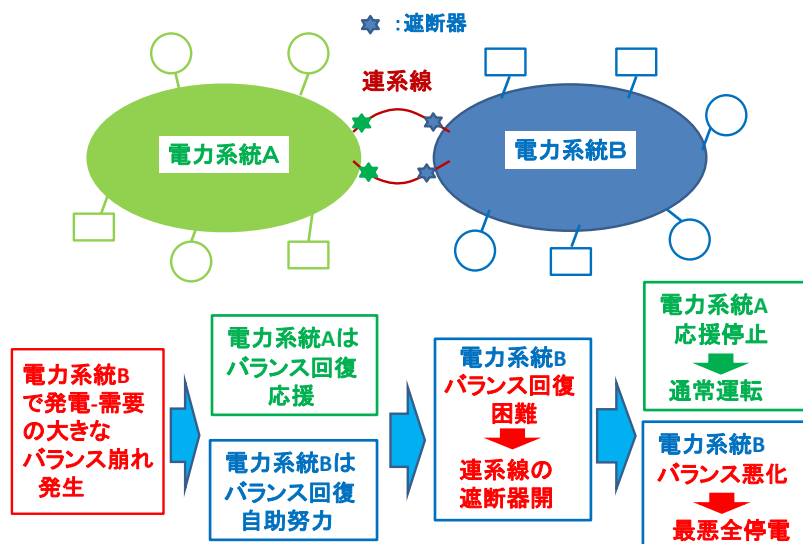 :遮断器
連系線
電力系統A
電力系統B
電力系統B
で発電-需要
の大きな
バランス崩れ
発生
電力系統Aは
バランス回復
応援
電力系統Bは
バランス回復
自助努力
電力系統B
バランス回復
困難
連系線の
遮断器開
電力系統A
応援停止
通常運転
電力系統B
バランス悪化
最悪全停電